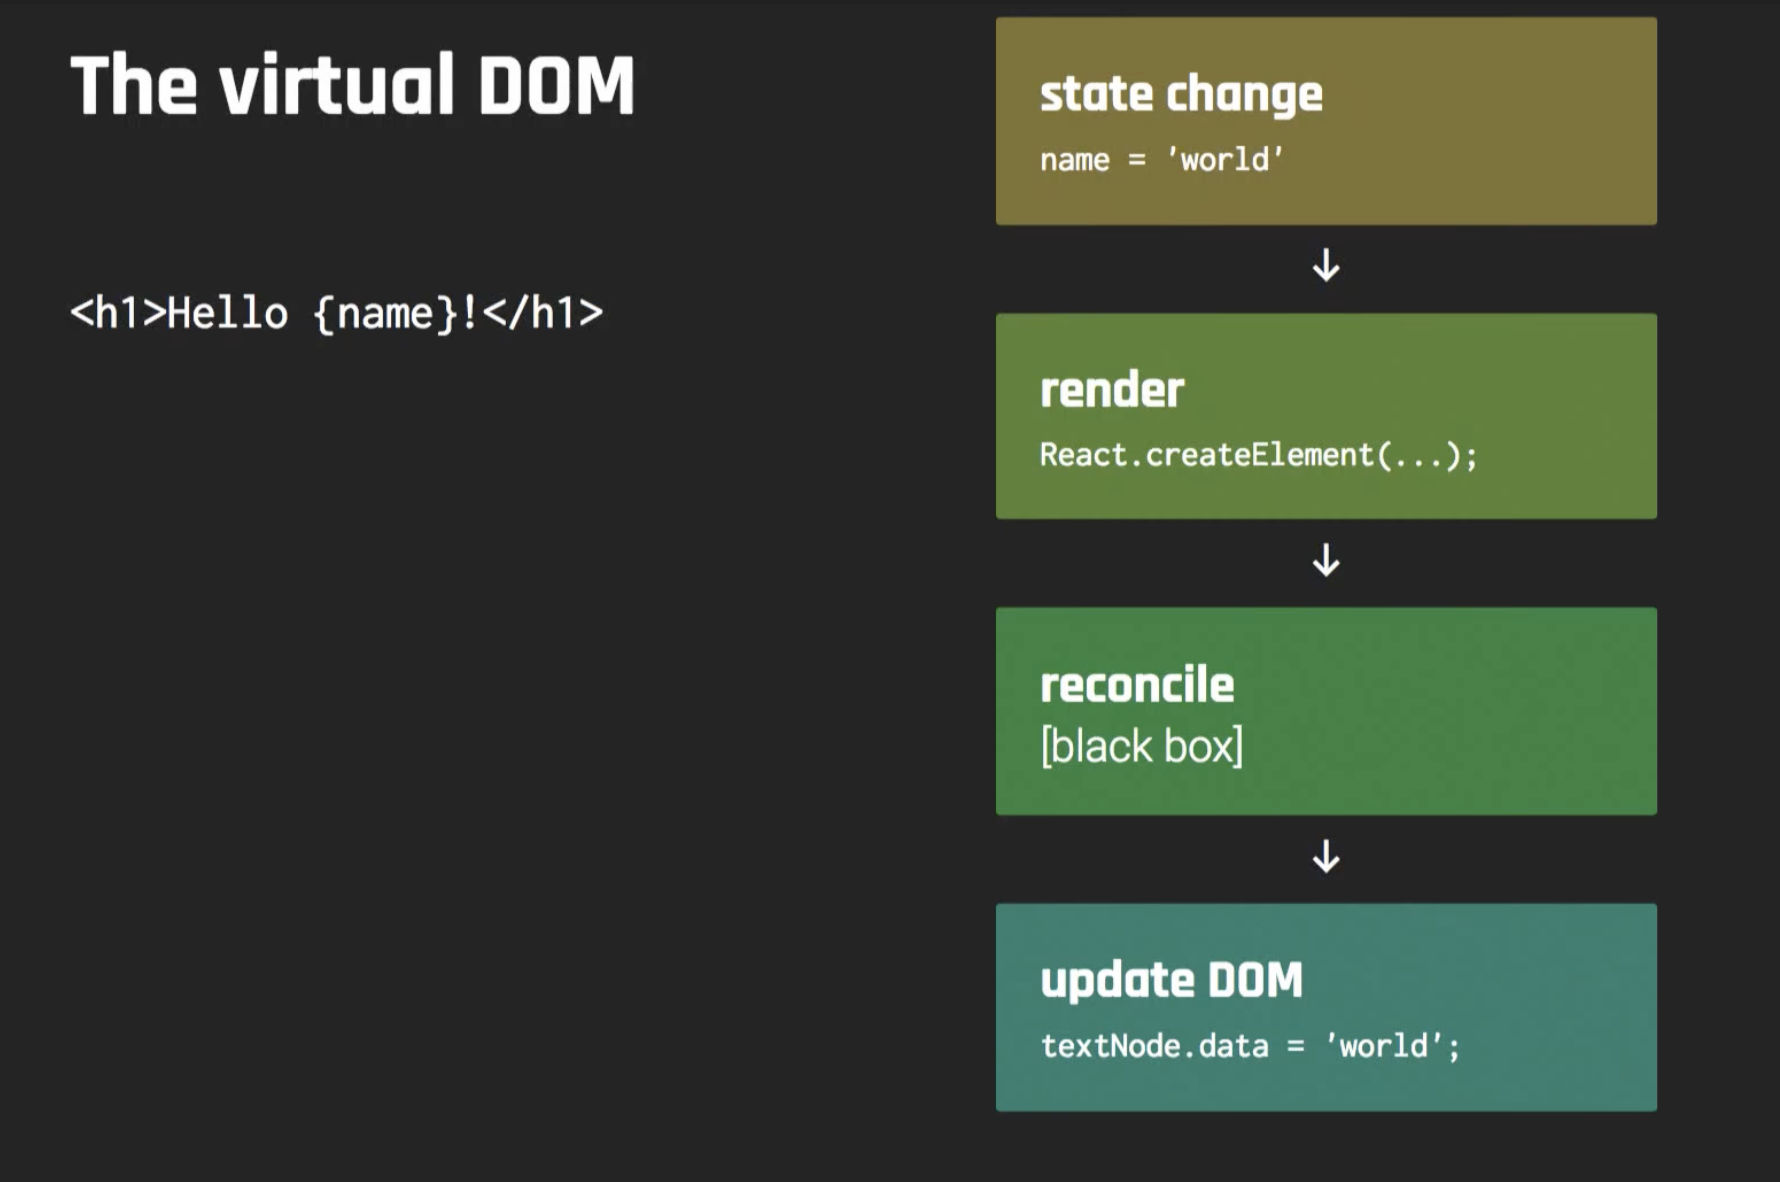 The virtual DOM
<h1>Hello {name}!</h1>
state change
name = 'world'
↓
render
React.createElement(...);
↓
reconcile
[black box]
↓
update DOM
textNode.data = 'world';